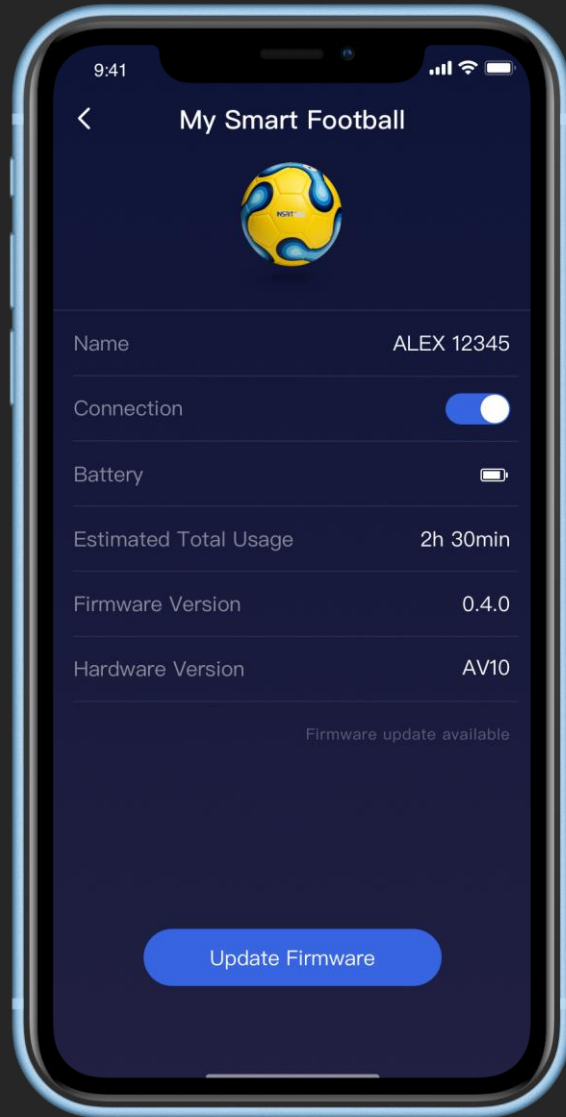 9:41
My Smart Football
Name ALEX 12345
Connection
Battery
Estimated Total Usage 2h 30min
Firmware Version 0.4.0
Hardware Version AV10
Firmware update available
Update Firmware